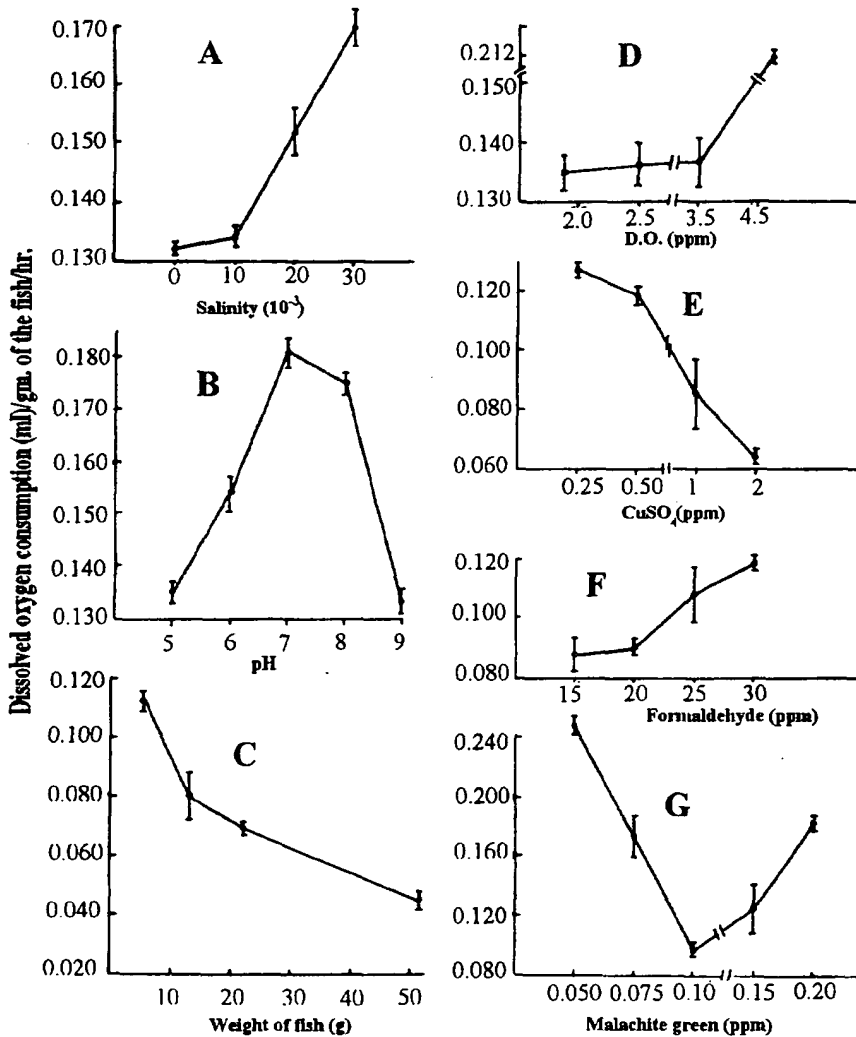 Dissolved oxygen consumption (ml)/gm. of the fish/hr.
A
0.170
0.160
0.150
0.140
0.130
0 10 20 30
Salinity (10⁻³)
B
0.180
0.170
0.150
0.140
0.130
5 6 7 8 9
pH
C
0.120
0.100
0.080
0.060
0.040
0.020
10 20 30 40 50
Weight of fish (g)
D
0.212
0.150
0.140
0.130
2.0 2.5 3.5 4.5
D.O. (ppm)
E
0.120
0.100
0.080
0.060
0.25 0.50 1 2
CuSO₄(ppm)
F
0.120
0.100
0.080
15 20 25 30
Formaldehyde (ppm)
G
0.240
0.200
0.160
0.120
0.080
0.050 0.075 0.10 0.15 0.20
Malachite green (ppm)